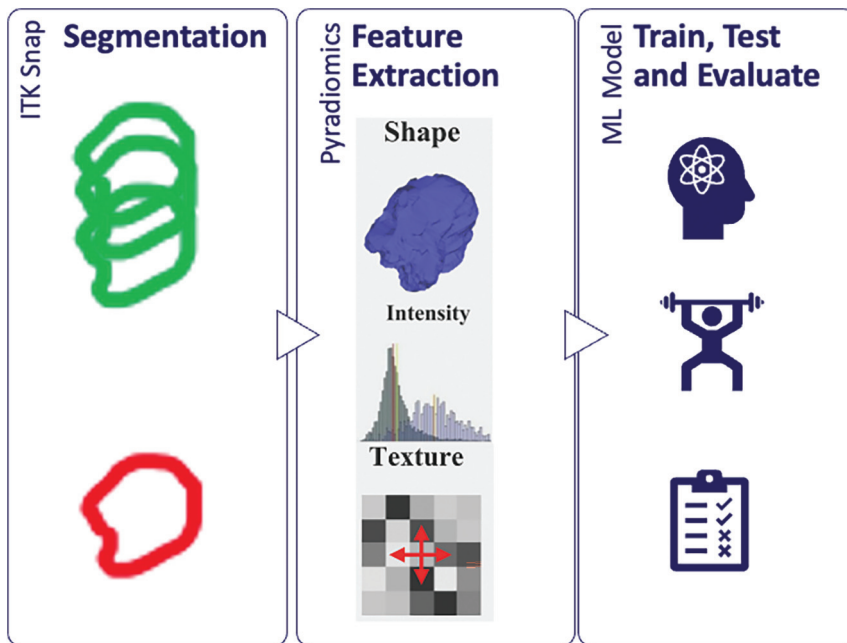 ITK Snap
Segmentation
Pyradiomics
Feature
Extraction
Shape
Intensity
Texture
ML Model
Train, Test
and Evaluate